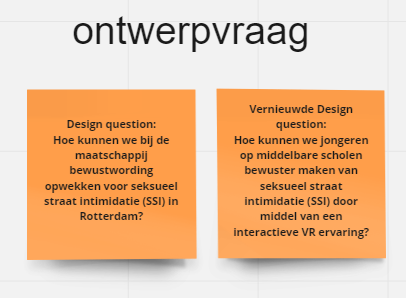 ontwerpvraag
Design question:
Hoe kunnen we bij de
maatschappij
bewustwording
opwekken voor seksueel
straat intimidatie (SSI) in
Rotterdam?
Vernieuwde Design
question:
Hoe kunnen we jongeren
op middelbare scholen
bewuster maken van
seksueel straat
intimidatie (SSI) door
middel van een
interactieve VR ervaring?